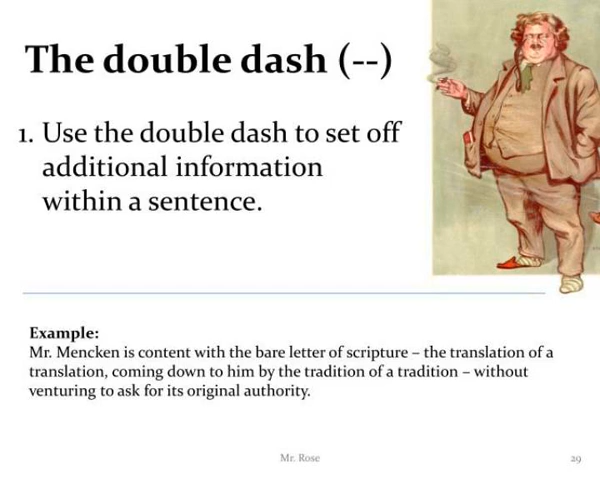 The double dash (--)
1. Use the double dash to set off
additional information
within a sentence.
Example:
Mr. Mencken is content with the bare letter of scripture – the translation of a
translation, coming down to him by the tradition of a tradition – without
venturing to ask for its original authority.
Mr. Rose
29